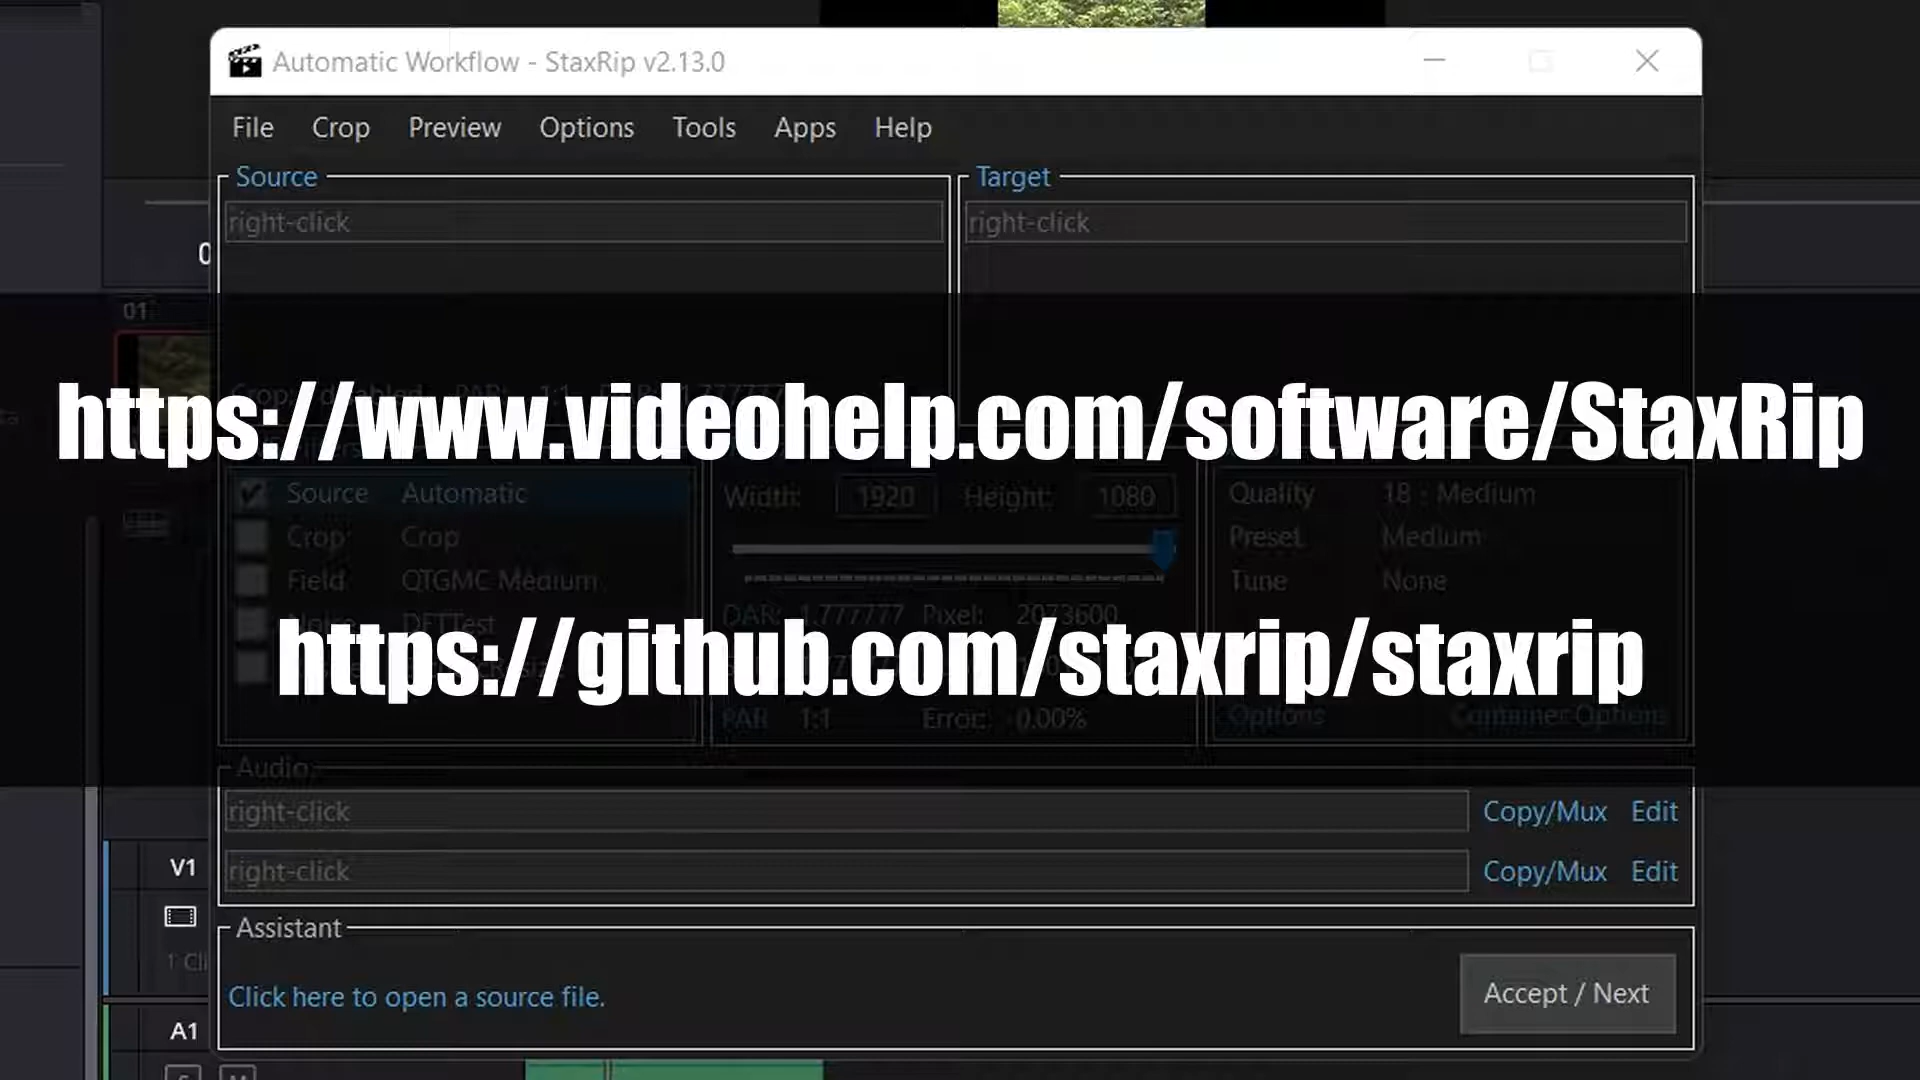 Automatic Workflow - StaxRip v2.13.0
File Crop Preview Options Tools Apps Help
Source Target
right-click right-click
01
https://www.videohelp.com/software/StaxRip
Source Automatic Width: 1920 Height: 1080 Quality 18 - Medium
Crop Crop Preset Medium
Field QTGMC Medium Tune None
DAR: 1.777777 Pixel: 2073600
https://github.com/staxrip/staxrip
PAR 1:1 Error: 0.00% Options Container Options
Audio
right-click Copy/Mux Edit
V1 right-click Copy/Mux Edit
Assistant
Click here to open a source file. Accept / Next
A1